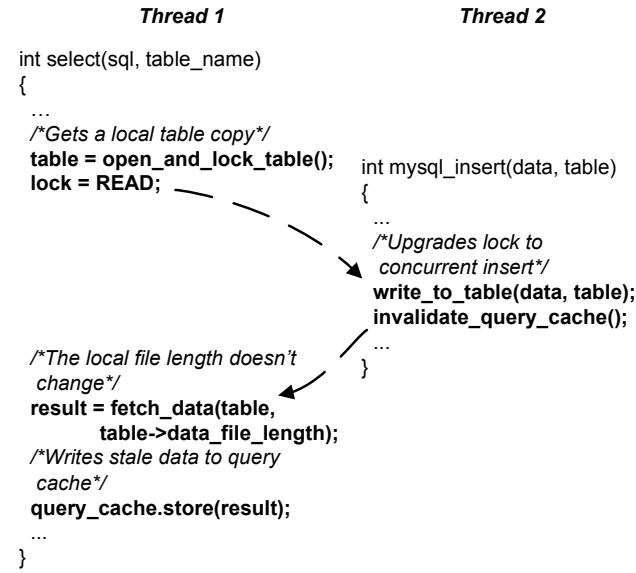 Thread 1
Thread 2
int select(sql, table_name)
{
…
/*Gets a local table copy*/
table = open_and_lock_table();
lock = READ;
int mysql_insert(data, table)
{
...
/*Upgrades lock to
concurrent insert*/
write_to_table(data, table);
invalidate_query_cache();
...
}
/*The local file length doesn’t
change*/
result = fetch_data(table,
table->data_file_length);
/*Writes stale data to query
cache*/
query_cache.store(result);
...
}